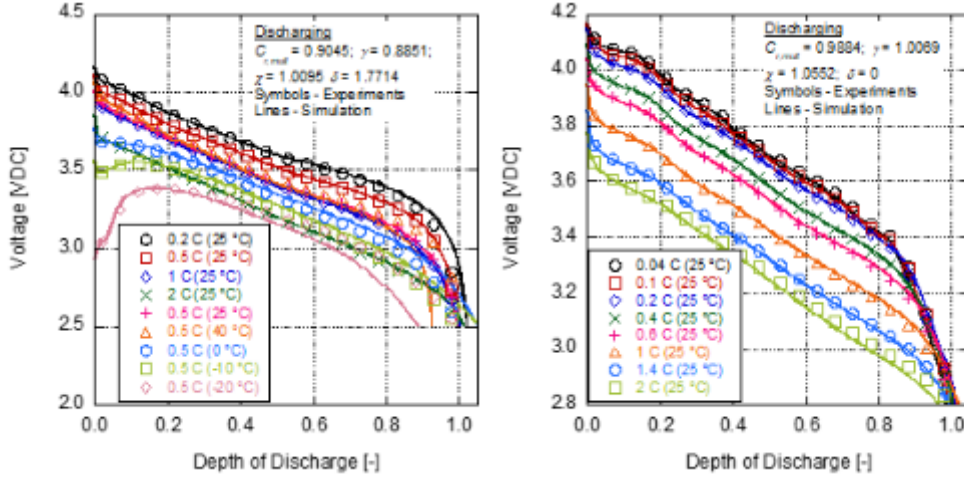 4.5
4.0
3.5
3.0
2.5
2.0
Voltage [VDC]
Discharging
= 0.9045; γ = 0.8851;
χ = 1.0095 δ = 1.7714
Symbols - Experiments
Lines - Simulation
0.2 C (25 °C)
0.5 C (25 °C)
1 C (25 °C)
2 C (25 °C)
0.5 C (25 °C)
0.5 C (40 °C)
0.5 C (0 °C)
0.5 C (-10 °C)
0.5 C (-20 °C)
0.0 0.2 0.4 0.6 0.8 1.0
Depth of Discharge [-]
4.2
4.0
3.8
3.6
3.4
3.2
3.0
2.8
Voltage [VDC]
Discharging
= 0.9884; γ = 1.0069
χ = 1.0552; δ = 0
Symbols - Experiments
Lines - Simulation
0.04 C (25 °C)
0.1 C (25 °C)
0.2 C (25 °C)
0.4 C (25 °C)
0.6 C (25 °C)
1 C (25 °C)
1.4 C (25 °C)
2 C (25 °C)
0.0 0.2 0.4 0.6 0.8 1.0
Depth of Discharge [-]